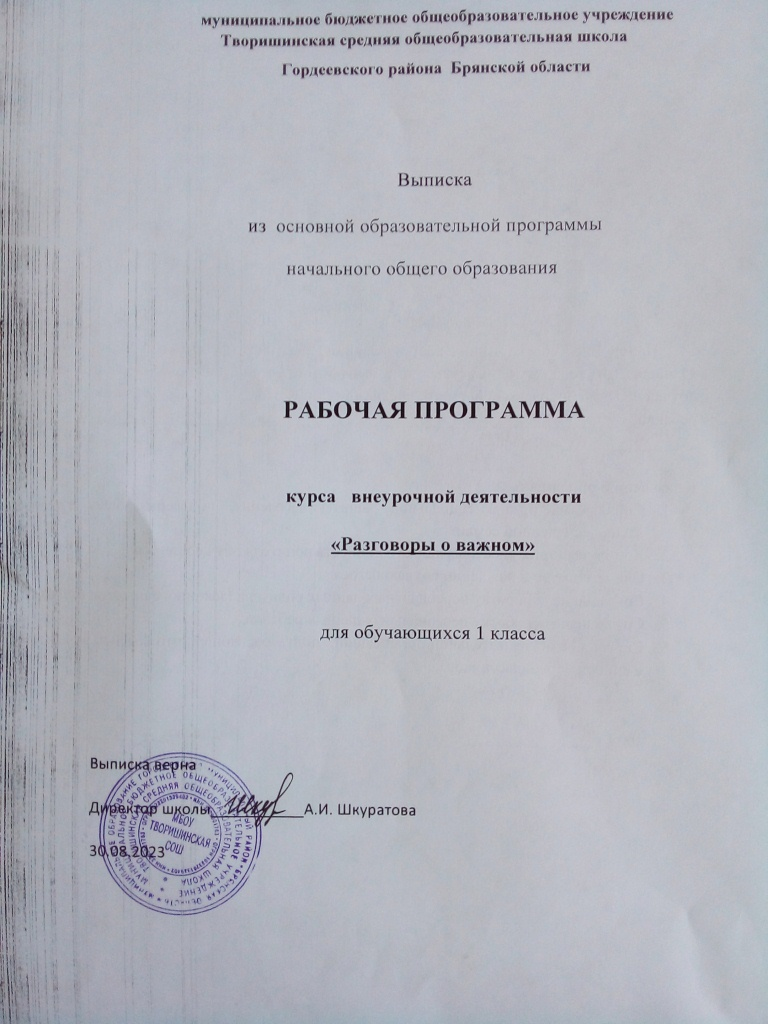 муниципальное бюджетное общеобразовательное учреждение
Творишинская средняя общеобразовательная школа
Гордеевского района Брянской области
Выписка
из основной образовательной программы
начального общего образования
РАБОЧАЯ ПРОГРАММА
курса внеурочной деятельности
«Разговоры о важном»
для обучающихся 1 класса
Выписка верна
Директор школы А.И. Шкуратова
30.08.2023
МБОУ
ТВОРИШИНСКАЯ
СОШ